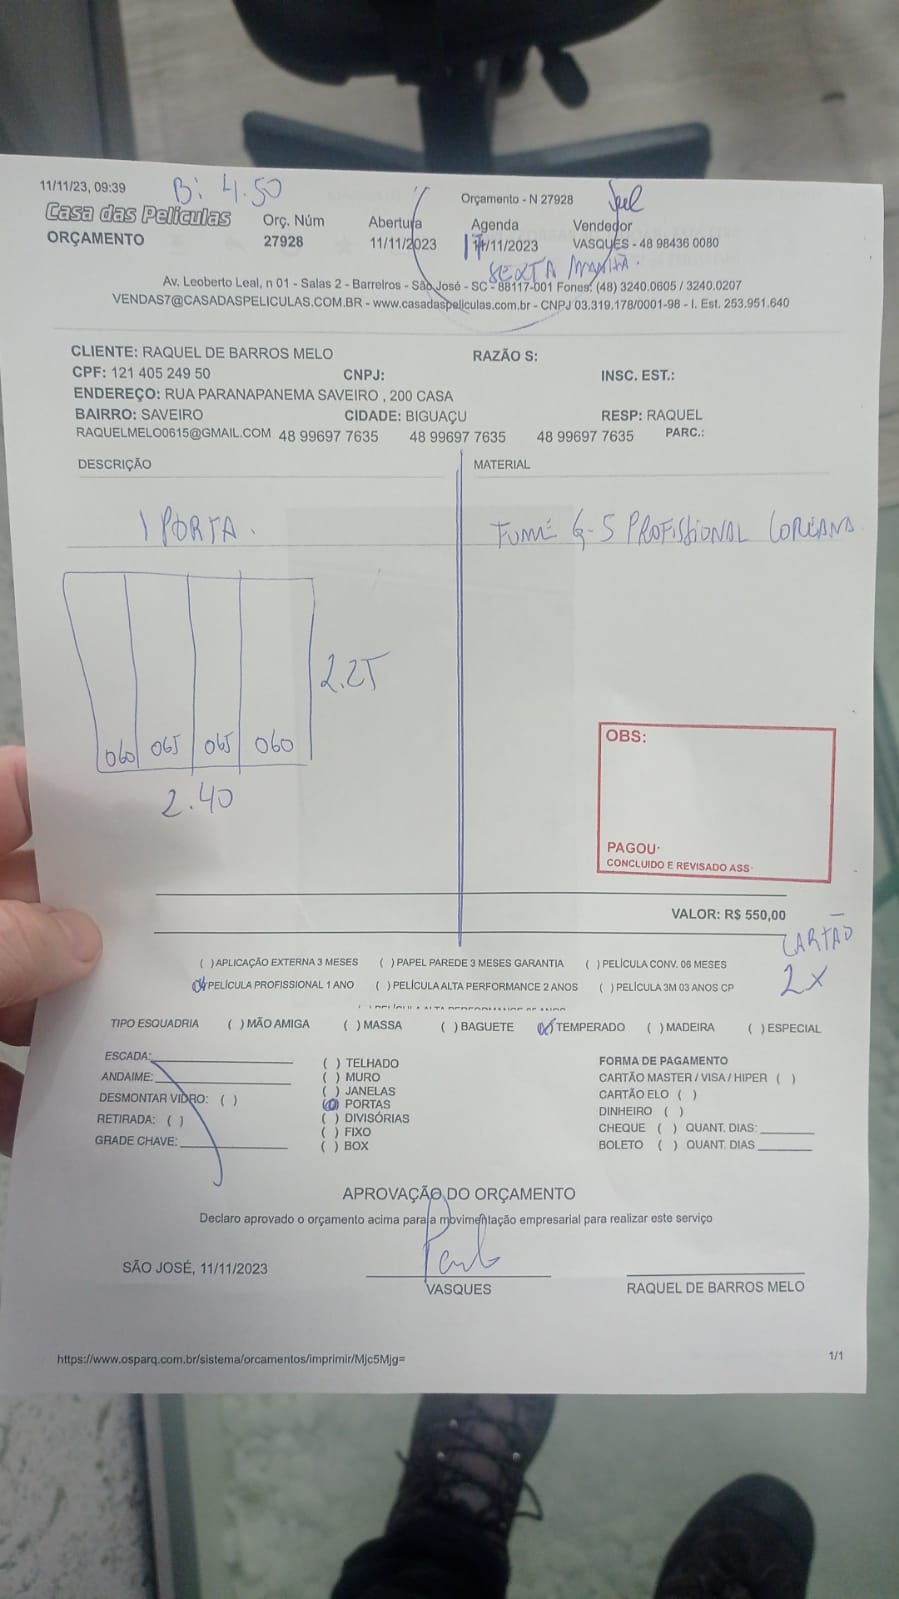 11/11/23, 09:39
B: 4.50
Orçamento - N 27928
Casa das Películas
ORÇAMENTO
Orç. Núm
27928
Abertura
11/11/2023
Agenda
17/11/2023
SEXTA MANHÃ.
Vendedor
VASQUES - 48 98436 0080
Av. Leoberto Leal, n 01 - Salas 2 - Barreiros - São José - SC - 88117-001 Fones: (48) 3240.0605 / 3240.0207
VENDAS7@CASADASPELICULAS.COM.BR - www.casadaspeliculas.com.br - CNPJ 03.319.178/0001-98 - I. Est. 253.951.640
CLIENTE: RAQUEL DE BARROS MELO RAZÃO S:
CPF: 121 405 249 50 CNPJ: INSC. EST.:
ENDEREÇO: RUA PARANAPANEMA SAVEIRO , 200 CASA
BAIRRO: SAVEIRO CIDADE: BIGUAÇU RESP: RAQUEL
RAQUELMELO0615@GMAIL.COM 48 99697 7635 48 99697 7635 48 99697 7635 PARC.:
DESCRIÇÃO MATERIAL
1 PORTA.
FUMÊ G-5 PROFISSIONAL COREANO
2.25
060 065 065 060
2.40
OBS:
PAGOU:
CONCLUIDO E REVISADO ASS:
VALOR: R$ 550,00
CARTÃO
2x
( ) APLICAÇÃO EXTERNA 3 MESES ( ) PAPEL PAREDE 3 MESES GARANTIA ( ) PELÍCULA CONV. 06 MESES
( ) PELÍCULA PROFISSIONAL 1 ANO ( ) PELÍCULA ALTA PERFORMANCE 2 ANOS ( ) PELÍCULA 3M 03 ANOS CP
TIPO ESQUADRIA ( ) MÃO AMIGA ( ) MASSA ( ) BAGUETE (X) TEMPERADO ( ) MADEIRA ( ) ESPECIAL
ESCADA:
ANDAIME:
DESMONTAR VIDRO: ( )
RETIRADA: ( )
GRADE CHAVE:
( ) TELHADO
( ) MURO
( ) JANELAS
( ) PORTAS
( ) DIVISÓRIAS
( ) FIXO
( ) BOX
FORMA DE PAGAMENTO
CARTÃO MASTER / VISA / HIPER ( )
CARTÃO ELO ( )
DINHEIRO ( )
CHEQUE ( ) QUANT. DIAS:
BOLETO ( ) QUANT. DIAS
APROVAÇÃO DO ORÇAMENTO
Declaro aprovado o orçamento acima para a movimentação empresarial para realizar este serviço
SÃO JOSÉ, 11/11/2023
VASQUES
RAQUEL DE BARROS MELO
https://www.osparq.com.br/sistema/orcamentos/imprimir/Mjc5Mjg=
1/1